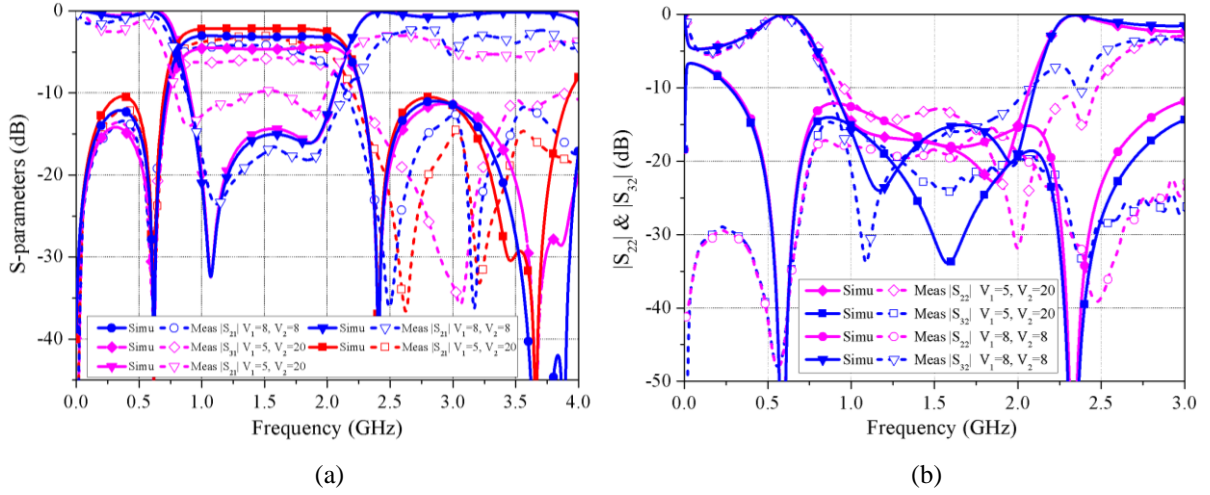 S-parameters (dB)
0
-10
-20
-30
-40
Simu Meas |S21| V1=8, V2=8 Simu Meas |S21| V1=8, V2=8
Simu Meas |S31| V1=5, V2=20 Simu Meas |S21| V1=5, V2=20
Simu Meas |S21| V1=5, V2=20
0.0 0.5 1.0 1.5 2.0 2.5 3.0 3.5 4.0
Frequency (GHz)
(a)
|S22| & |S32| (dB)
0
-10
-20
-30
-40
-50
Simu Meas |S22| V1=5, V2=20
Simu Meas |S32| V1=5, V2=20
Simu Meas |S22| V1=8, V2=8
Simu Meas |S32| V1=8, V2=8
0.0 0.5 1.0 1.5 2.0 2.5 3.0
Frequency (GHz)
(b)